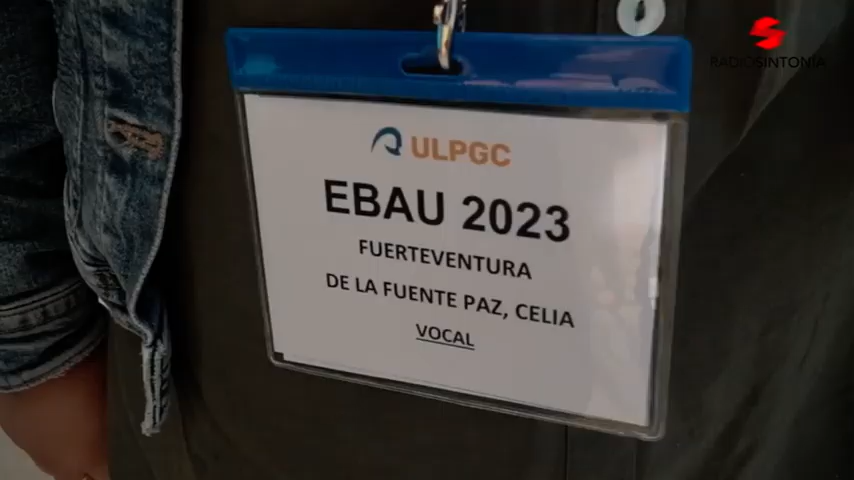 RADIOSINTONIA
ULPGC
EBAU 2023
FUERTEVENTURA
DE LA FUENTE PAZ, CELIA
VOCAL